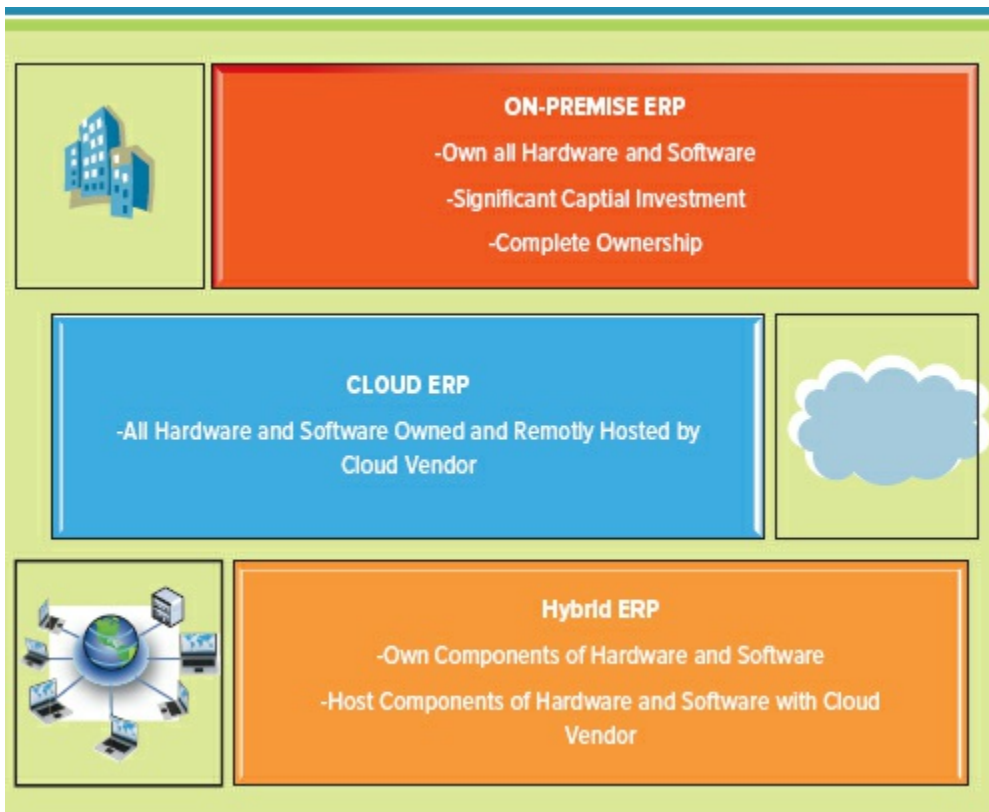 ON-PREMISE ERP
-Own all Hardware and Software
-Significant Captial Investment
-Complete Ownership
CLOUD ERP
-All Hardware and Software Owned and Remotly Hosted by
Cloud Vendor
Hybrid ERP
-Own Components of Hardware and Software
-Host Components of Hardware and Software with Cloud
Vendor